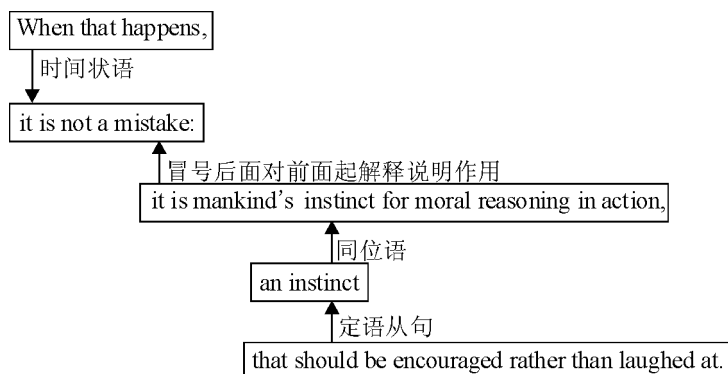 When that happens,
时间状语
it is not a mistake:
冒号后面对前面起解释说明作用
it is mankind's instinct for moral reasoning in action,
同位语
an instinct
定语从句
that should be encouraged rather than laughed at.